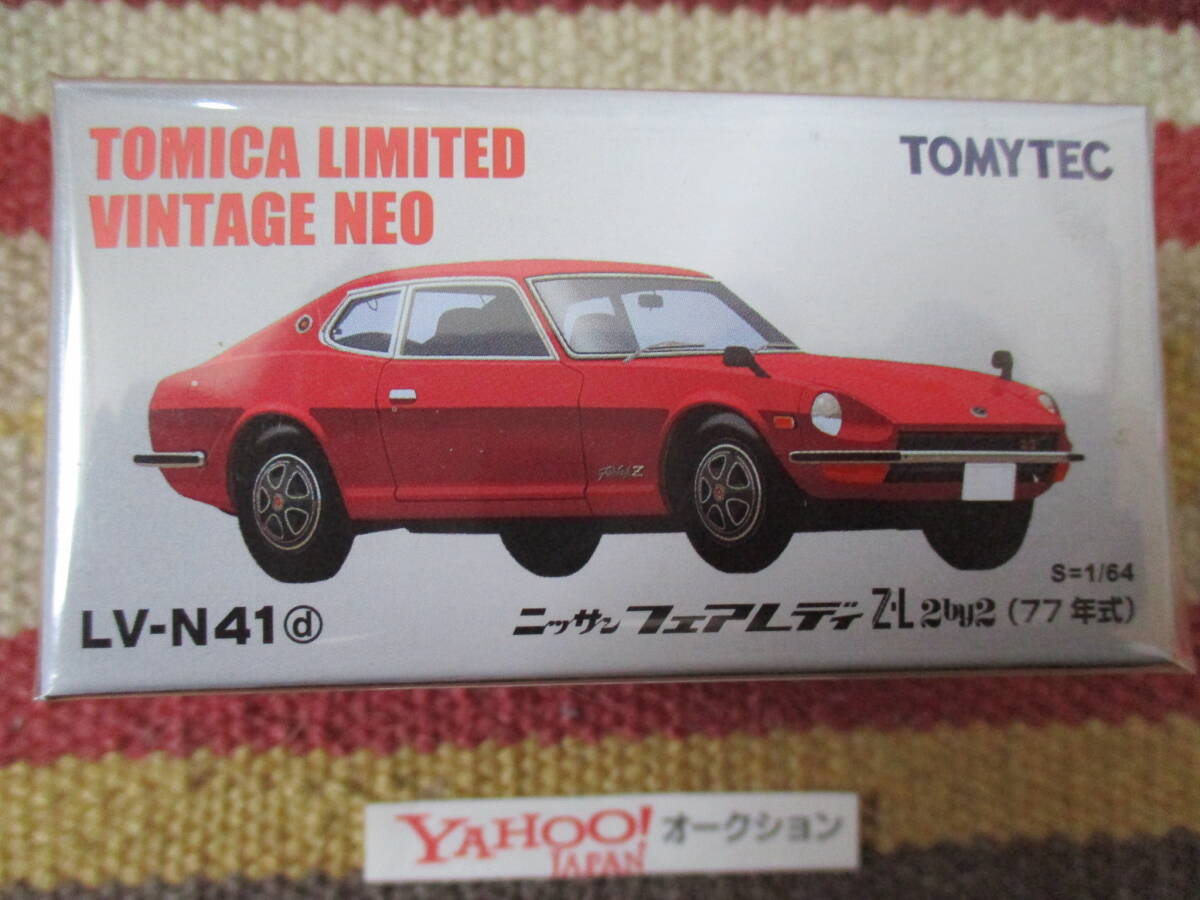 TOMICA LIMITED
VINTAGE NEO
TOMYTEC
S=1/64
LV-N41ⓓ
ニッサン フェアレディ Z-L 2by2 (77年式)
YAHOO! オークション
JAPAN